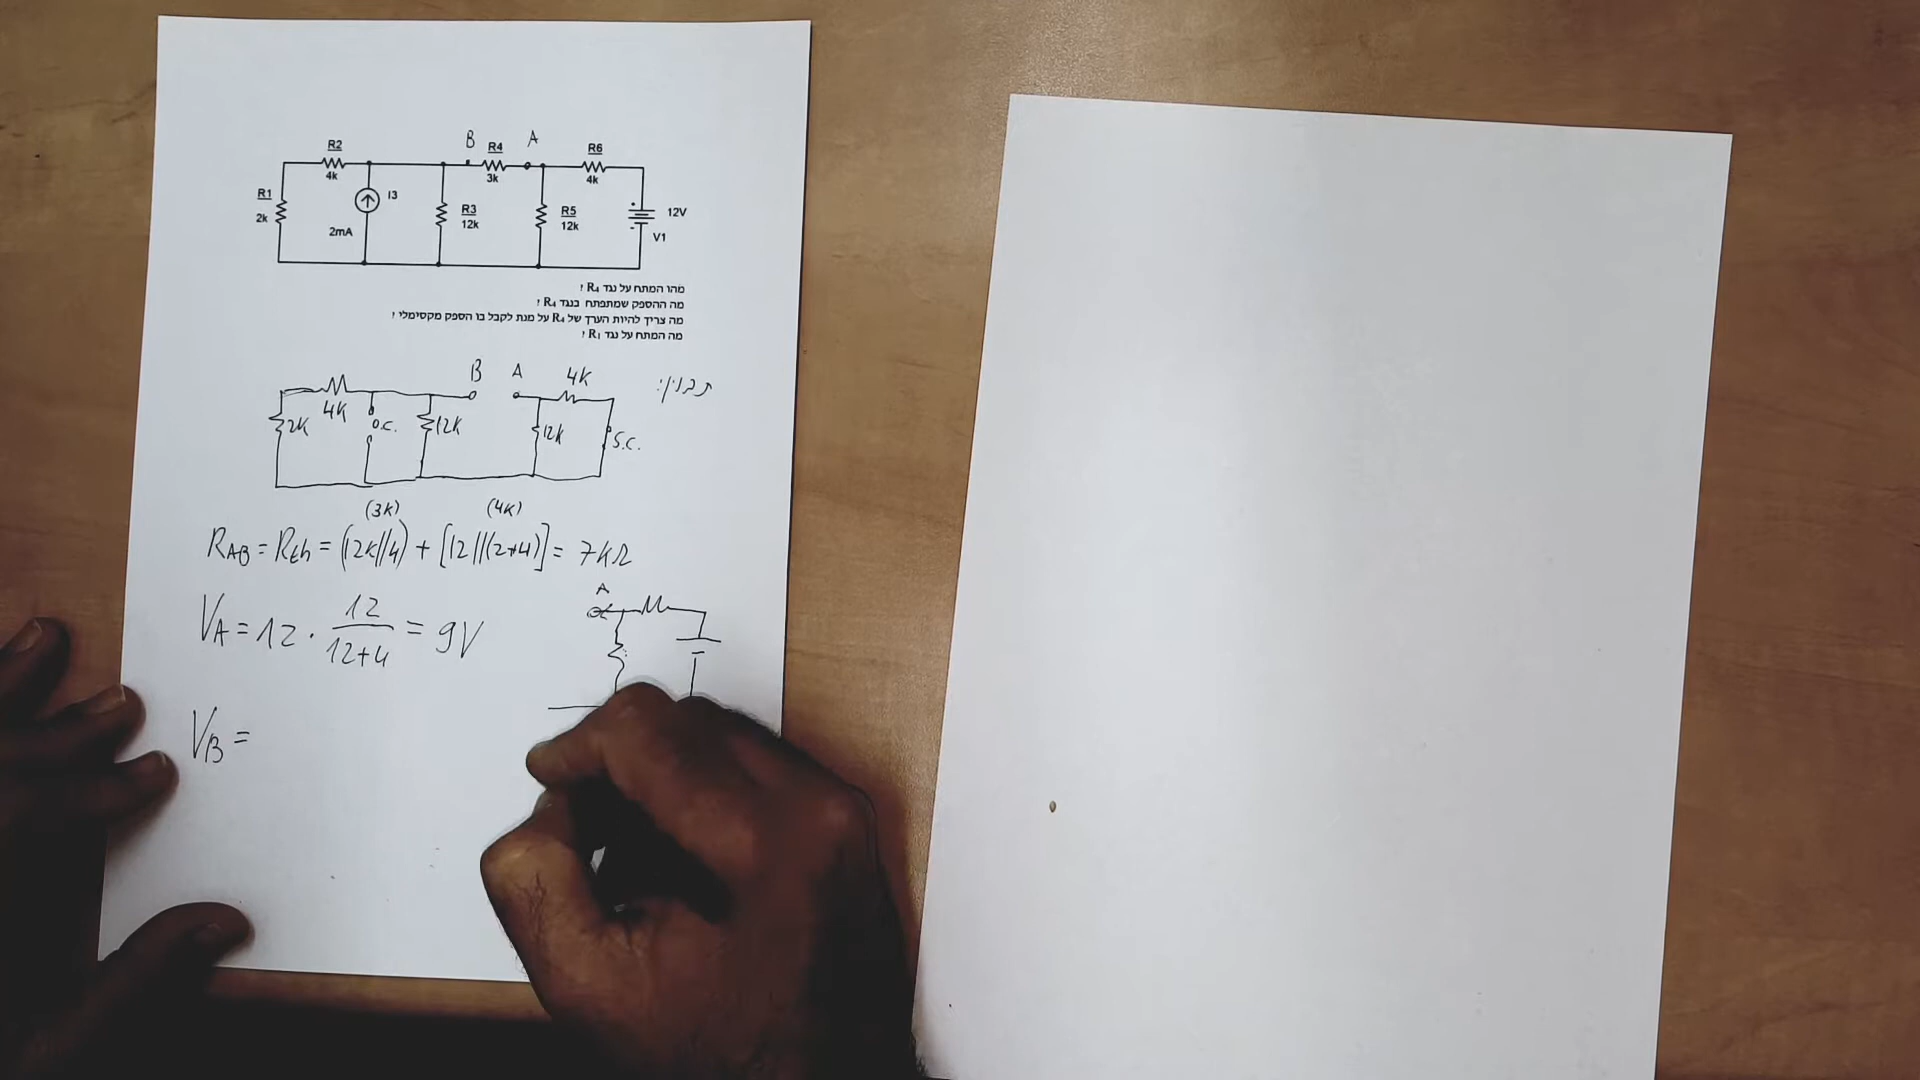 B R4 A
R2
R6
4k
3k
4k
R1
2k
I3
2mA
R3
12k
R5
12k
12V
V1
מהו המתח על נגד R4 ?
מה ההספק שמתפתח בנגד R4 ?
מה צריך להיות הערך של R4 על מנת לקבל בו הספק מקסימלי ?
מה המתח על נגד R1 ?
תבנין:
B A 4K
4K
2K
O.C.
12K
12K
S.C.
(3K) (4K)
RAB = Rth = (12K||4) + [12||(2+4)] = 7KΩ
A
VA = 12 · 12/(12+4) = 9V
VB =